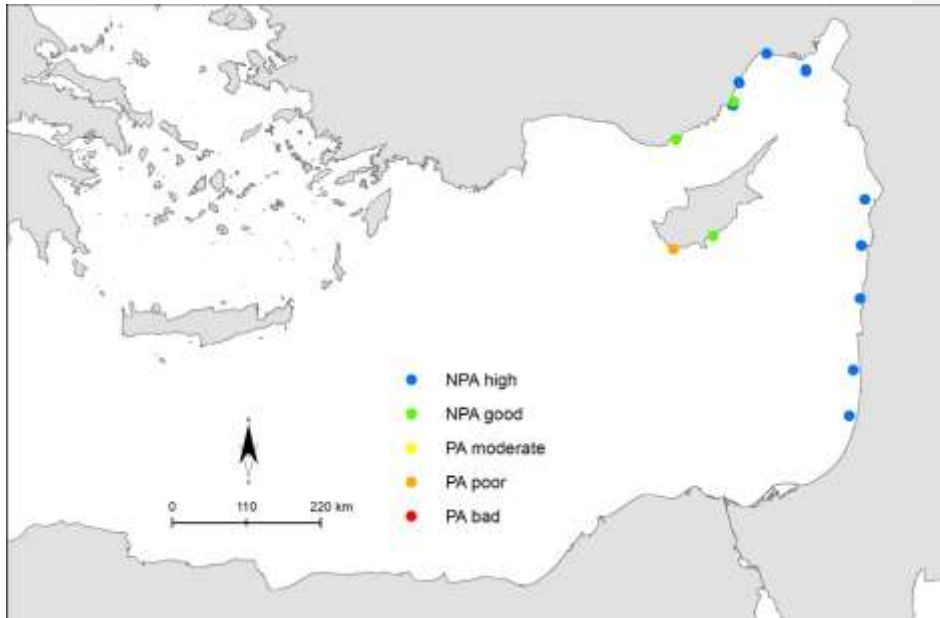 NPA high
NPA good
PA moderate
PA poor
PA bad
0 110 220 km